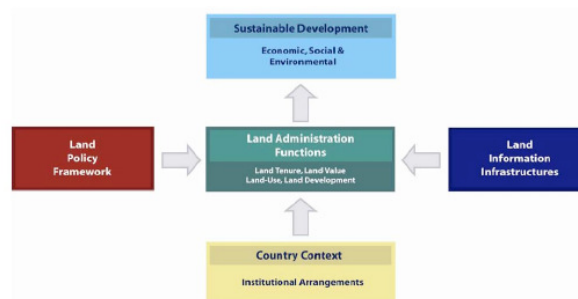 Sustainable Development
Economic, Social &
Environmental
Land
Policy
Framework
Land Administration
Functions
Land Tenure, Land Value
Land-Use, Land Development
Land
Information
Infrastructures
Country Context
Institutional Arrangements